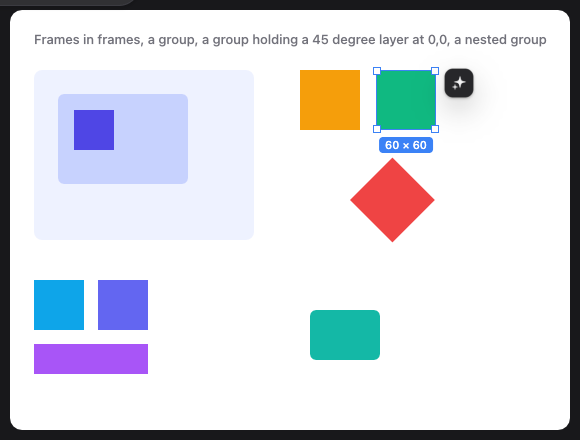 Frames in frames, a group, a group holding a 45 degree layer at 0,0, a nested group
60 × 60